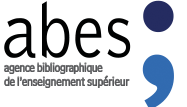 abes
agence bibliographique
de l'enseignement supérieur